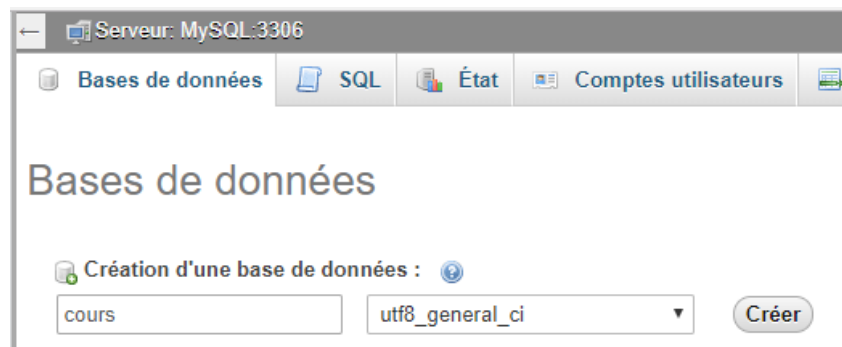 ← Serveur: MySQL:3306
Bases de données SQL État Comptes utilisateurs
Bases de données
Création d'une base de données :
cours utf8_general_ci Créer